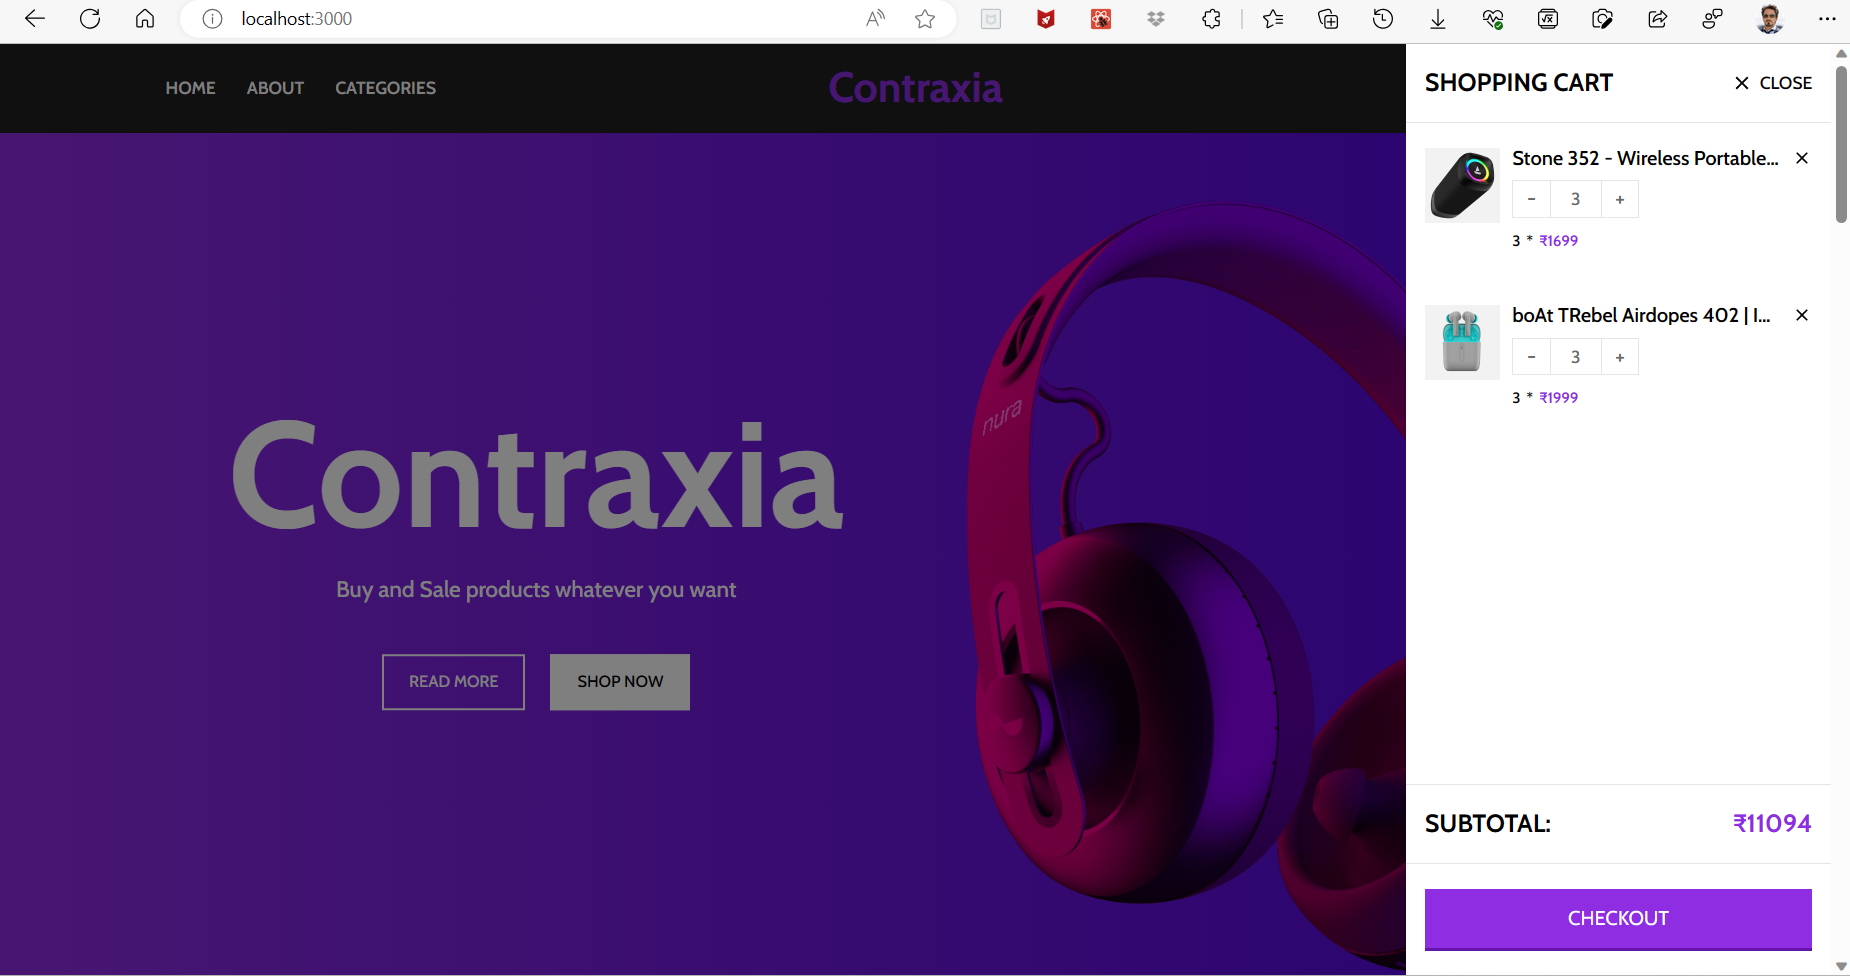 localhost:3000
HOME ABOUT CATEGORIES
Contraxia
SHOPPING CART
CLOSE
Stone 352 - Wireless Portable...
- 3 +
3 * ₹1699
boAt TRebel Airdopes 402 | I...
- 3 +
3 * ₹1999
SUBTOTAL: ₹11094
CHECKOUT
nura
Contraxia
Buy and Sale products whatever you want
READ MORE
SHOP NOW